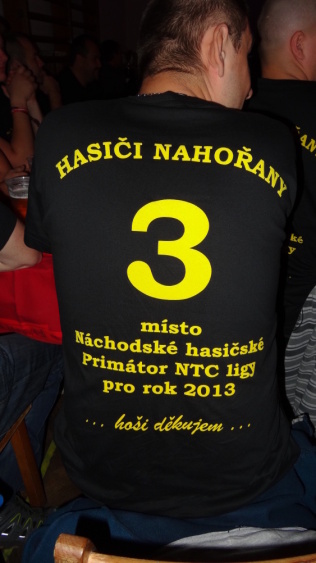 HASIČI NAHOŘANY
3
místo
Náchodské hasičské
Primátor NTC ligy
pro rok 2013
... hoši děkujem ...